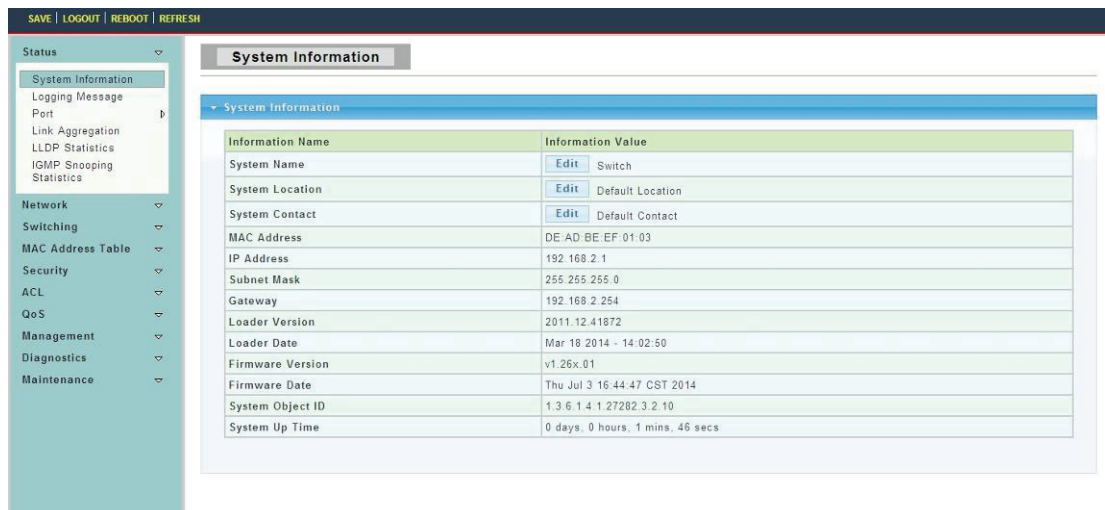 SAVE | LOGOUT | REBOOT | REFRESH
Status
System Information
Logging Message
Port
Link Aggregation
LLDP Statistics
IGMP Snooping
Statistics
Network
Switching
MAC Address Table
Security
ACL
QoS
Management
Diagnostics
Maintenance
System Information
System Information
Information Name Information Value
System Name Edit Switch
System Location Edit Default Location
System Contact Edit Default Contact
MAC Address DE:AD:BE:EF:01:03
IP Address 192.168.2.1
Subnet Mask 255.255.255.0
Gateway 192.168.2.254
Loader Version 2011.12.41872
Loader Date Mar 18 2014 - 14:02:50
Firmware Version v1.26x.01
Firmware Date Thu Jul 3 16:44:47 CST 2014
System Object ID 1.3.6.1.4.1.27282.3.2.10
System Up Time 0 days, 0 hours, 1 mins, 46 secs